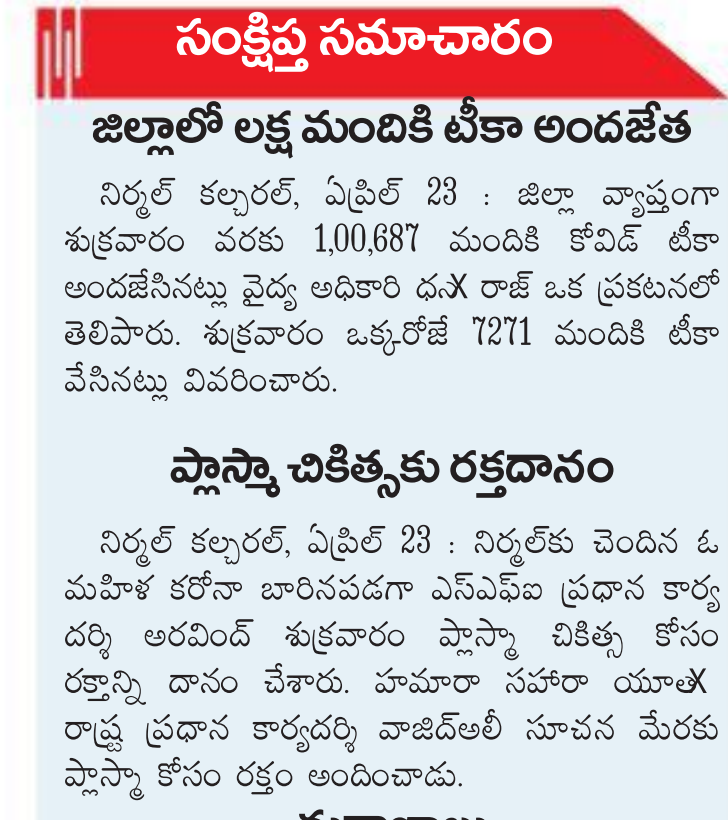 సంక్షిప్త సమాచారం
జిల్లాలో లక్ష మందికి టీకా అందజేత
నిర్మల్ కల్చరల్, ఏప్రిల్ 23 : జిల్లా వ్యాప్తంగా
శుక్రవారం వరకు 1,00,687 మందికి కోవిడ్ టీకా
అందజేసినట్లు వైద్య అధికారి ధనX రాజ్ ఒక ప్రకటనలో
తెలిపారు. శుక్రవారం ఒక్కరోజే 7271 మందికి టీకా
వేసినట్లు వివరించారు.
ప్లాస్మా చికిత్సకు రక్తదానం
నిర్మల్ కల్చరల్, ఏప్రిల్ 23 : నిర్మల్‌కు చెందిన ఓ
మహిళ కరోనా బారినపడగా ఎస్ఎఫ్ఐ ప్రధాన కార్య
దర్శి అరవింద్ శుక్రవారం ప్లాస్మా చికిత్స కోసం
రక్తాన్ని దానం చేశారు. హమారా సహారా యూతX
రాష్ట్ర ప్రధాన కార్యదర్శి వాజిద్అలీ సూచన మేరకు
ప్లాస్మా కోసం రక్తం అందించాడు.